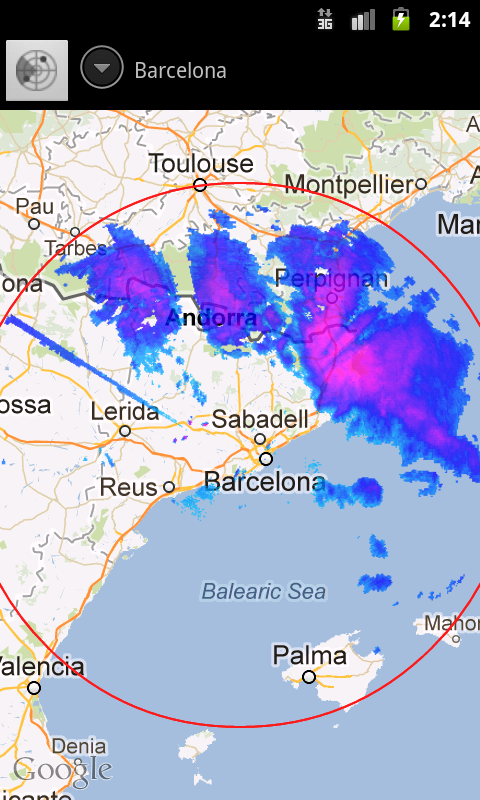 3G 2:14
Barcelona
A
Toulouse
Montpellier
A
Pau
Mar
Tarbes
ona
Perpignan
Andorra
ossa
Lerida
Sabadell
Barcelona
Reus
Balearic Sea
Mahon
Palma
Valencia
Denia
Google
licante